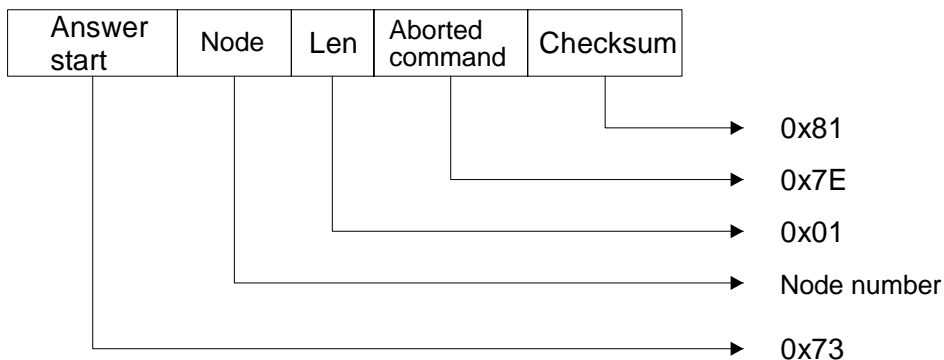 Answer
start
Node
Len
Aborted
command
Checksum
0x81
0x7E
0x01
Node number
0x73